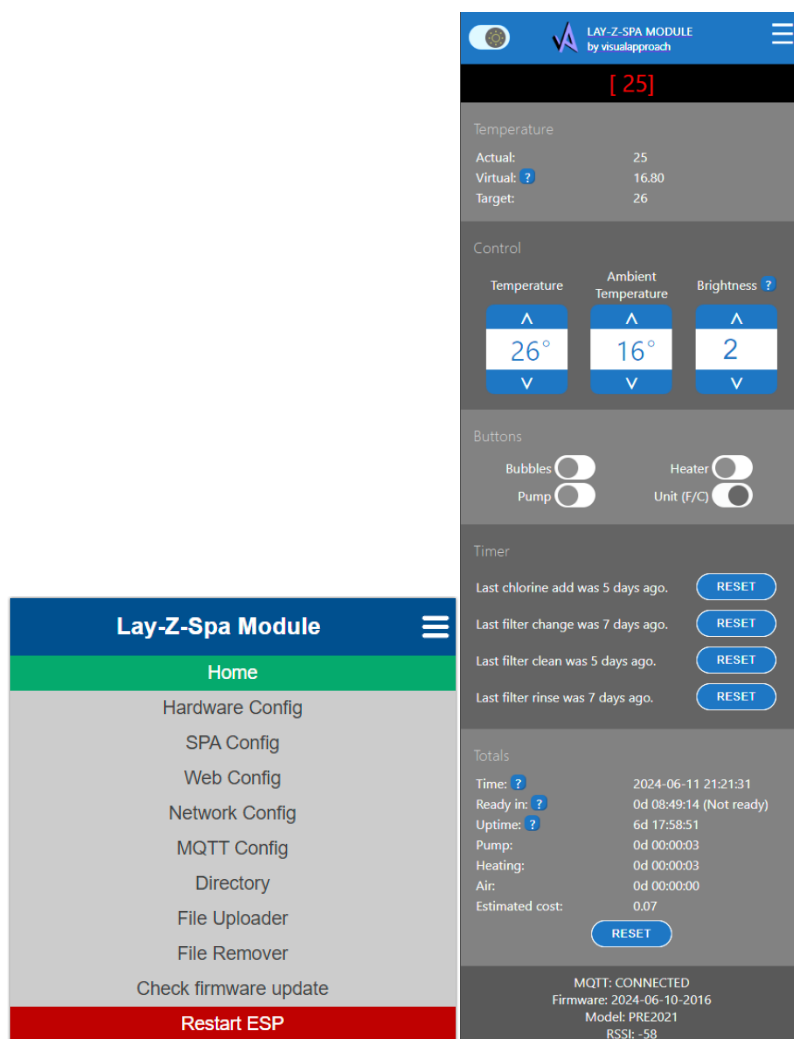 Lay-Z-Spa Module
Home
Hardware Config
SPA Config
Web Config
Network Config
MQTT Config
Directory
File Uploader
File Remover
Check firmware update
Restart ESP
LAY-Z-SPA MODULE
by visualapproach
[ 25]
Temperature
Actual: 25
Virtual: ? 16.80
Target: 26
Control
Temperature
Ambient
Temperature
Brightness ?
26° 16° 2
Buttons
Bubbles Heater
Pump Unit (F/C)
Timer
Last chlorine add was 5 days ago. RESET
Last filter change was 7 days ago. RESET
Last filter clean was 5 days ago. RESET
Last filter rinse was 7 days ago. RESET
Totals
Time: ? 2024-06-11 21:21:31
Ready in: ? 0d 08:49:14 (Not ready)
Uptime: ? 6d 17:58:51
Pump: 0d 00:00:03
Heating: 0d 00:00:03
Air: 0d 00:00:00
Estimated cost: 0.07
RESET
MQTT: CONNECTED
Firmware: 2024-06-10-2016
Model: PRE2021
RSSI: -58